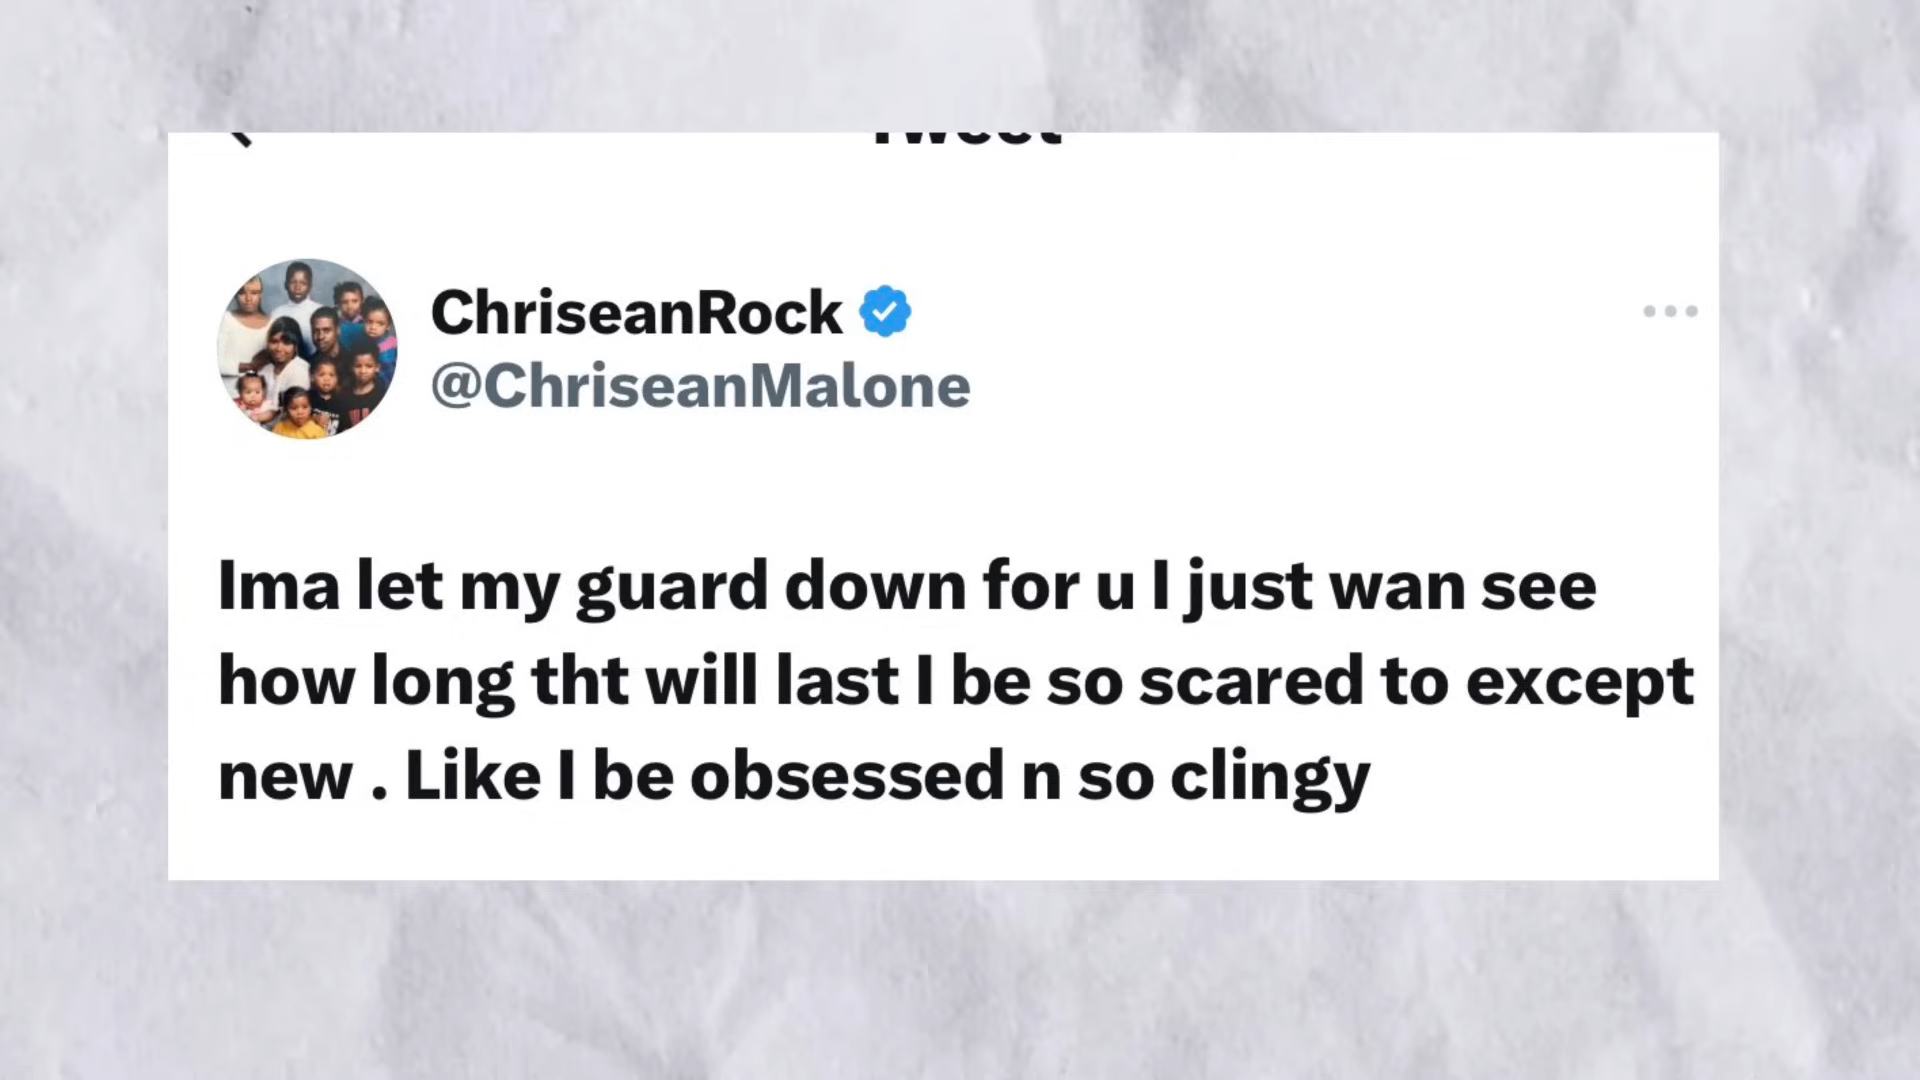 Tweet
ChriseanRock
@ChriseanMalone
Ima let my guard down for u I just wan see
how long tht will last I be so scared to except
new . Like I be obsessed n so clingy